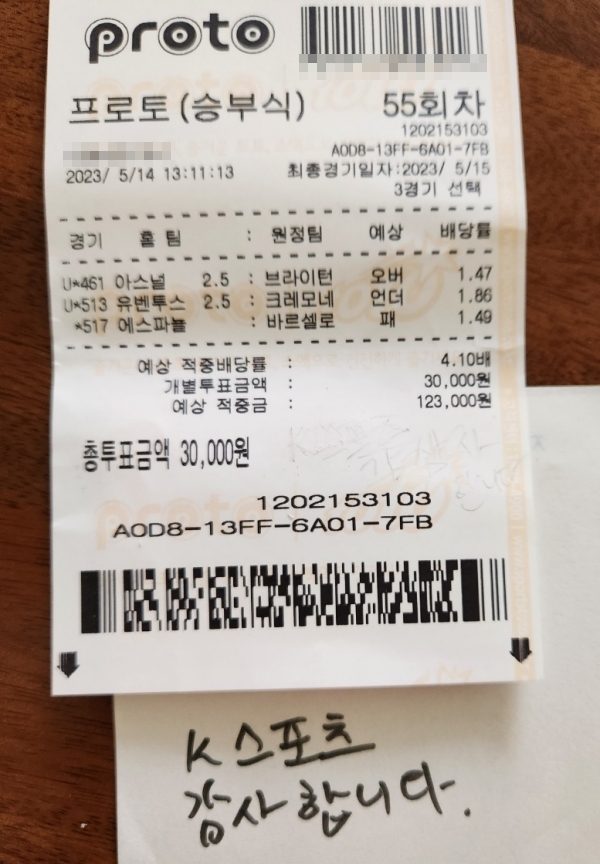 proto
프로토(승부식) 55회차
1202153103
A0D8-13FF-6A01-7FB
2023/ 5/14 13:11:13 최종경기일자:2023/ 5/15
3경기 선택
경기 홈 팀 : 원정팀 예상 배당률
U*461 아스널 2.5 : 브라이턴 오버 1.47
U*513 유벤투스 2.5 : 크레모네 언더 1.86
*517 에스파뇰 : 바르셀로 패 1.49
예상 적중배당률 : 4.10배
개별투표금액 : 30,000원
예상 적중금 : 123,000원
총투표금액 30,000원
1202153103
A0D8-13FF-6A01-7FB
K 스포츠
감사합니다.